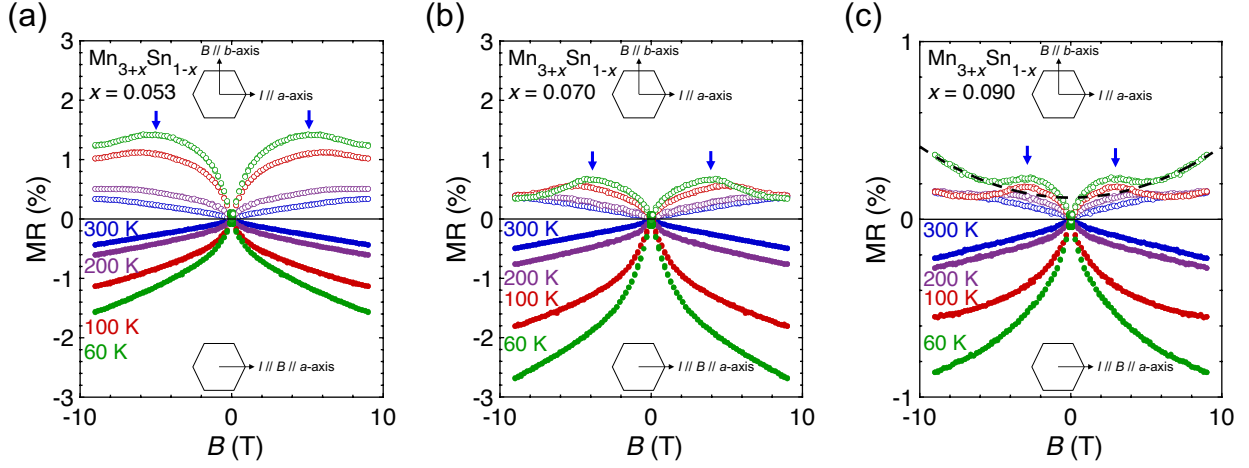 (a)
MR (%)
3
2
1
0
-1
-2
-3
Mn3+xSn1-x
x = 0.053
B // b-axis
I // a-axis
300 K
200 K
100 K
60 K
I // B // a-axis
-10
0
10
B (T)
(b)
MR (%)
3
2
1
0
-1
-2
-3
Mn3+xSn1-x
x = 0.070
B // b-axis
I // a-axis
300 K
200 K
100 K
60 K
I // B // a-axis
-10
0
10
B (T)
(c)
MR (%)
1
0
-1
Mn3+xSn1-x
x = 0.090
B // b-axis
I // a-axis
300 K
200 K
100 K
60 K
I // B // a-axis
-10
0
10
B (T)